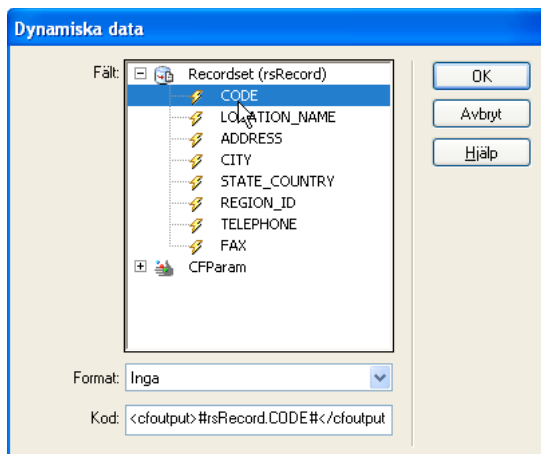 Dynamiska data
Fält:
Recordset (rsRecord)
CODE
LOCATION_NAME
ADDRESS
CITY
STATE_COUNTRY
REGION_ID
TELEPHONE
FAX
CFParam
OK
Avbryt
Hjälp
Format: Inga
Kod: <cfoutput>#rsRecord.CODE#</cfoutput